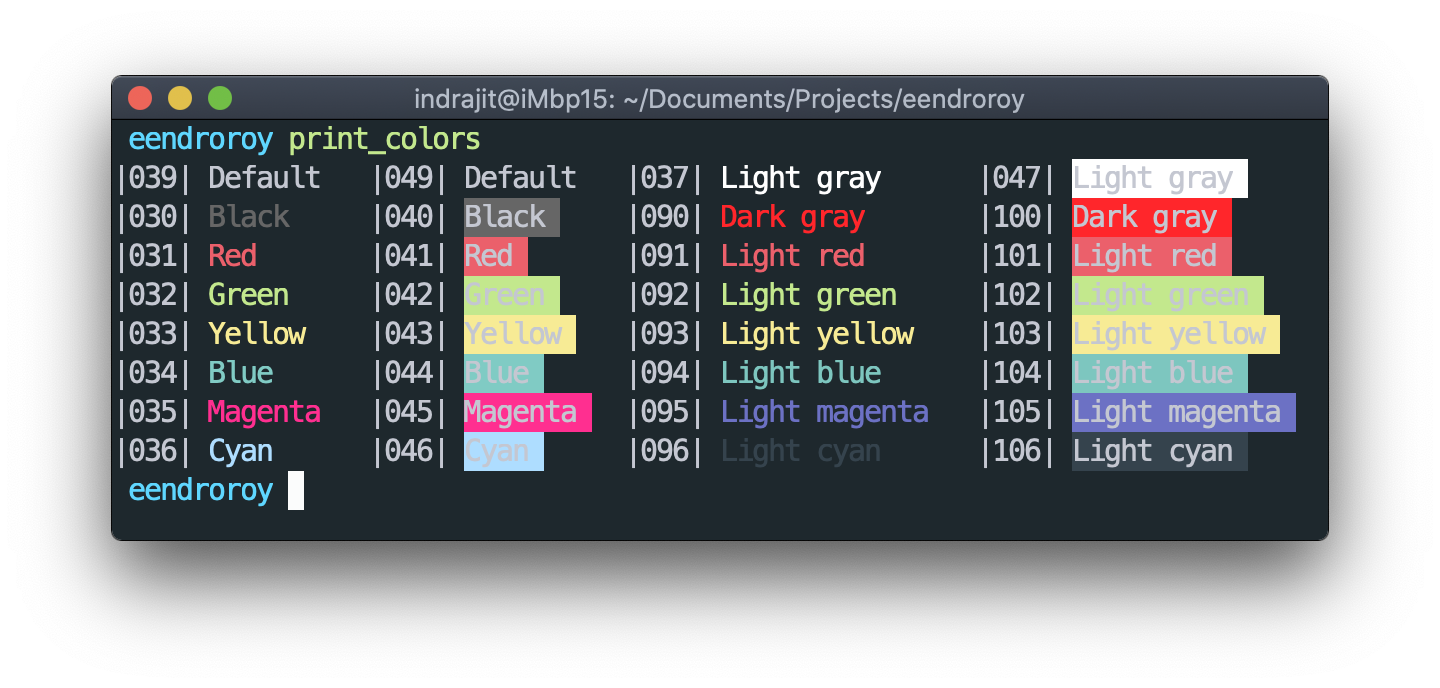 indrajit@iMbp15: ~/Documents/Projects/eendroroy
eendroroy print_colors
|039| Default |049| Default |037| Light gray |047| Light gray
|030| Black |040| Black |090| Dark gray |100| Dark gray
|031| Red |041| Red |091| Light red |101| Light red
|032| Green |042| Green |092| Light green |102| Light green
|033| Yellow |043| Yellow |093| Light yellow |103| Light yellow
|034| Blue |044| Blue |094| Light blue |104| Light blue
|035| Magenta |045| Magenta |095| Light magenta |105| Light magenta
|036| Cyan |046| Cyan |096| Light cyan |106| Light cyan
eendroroy